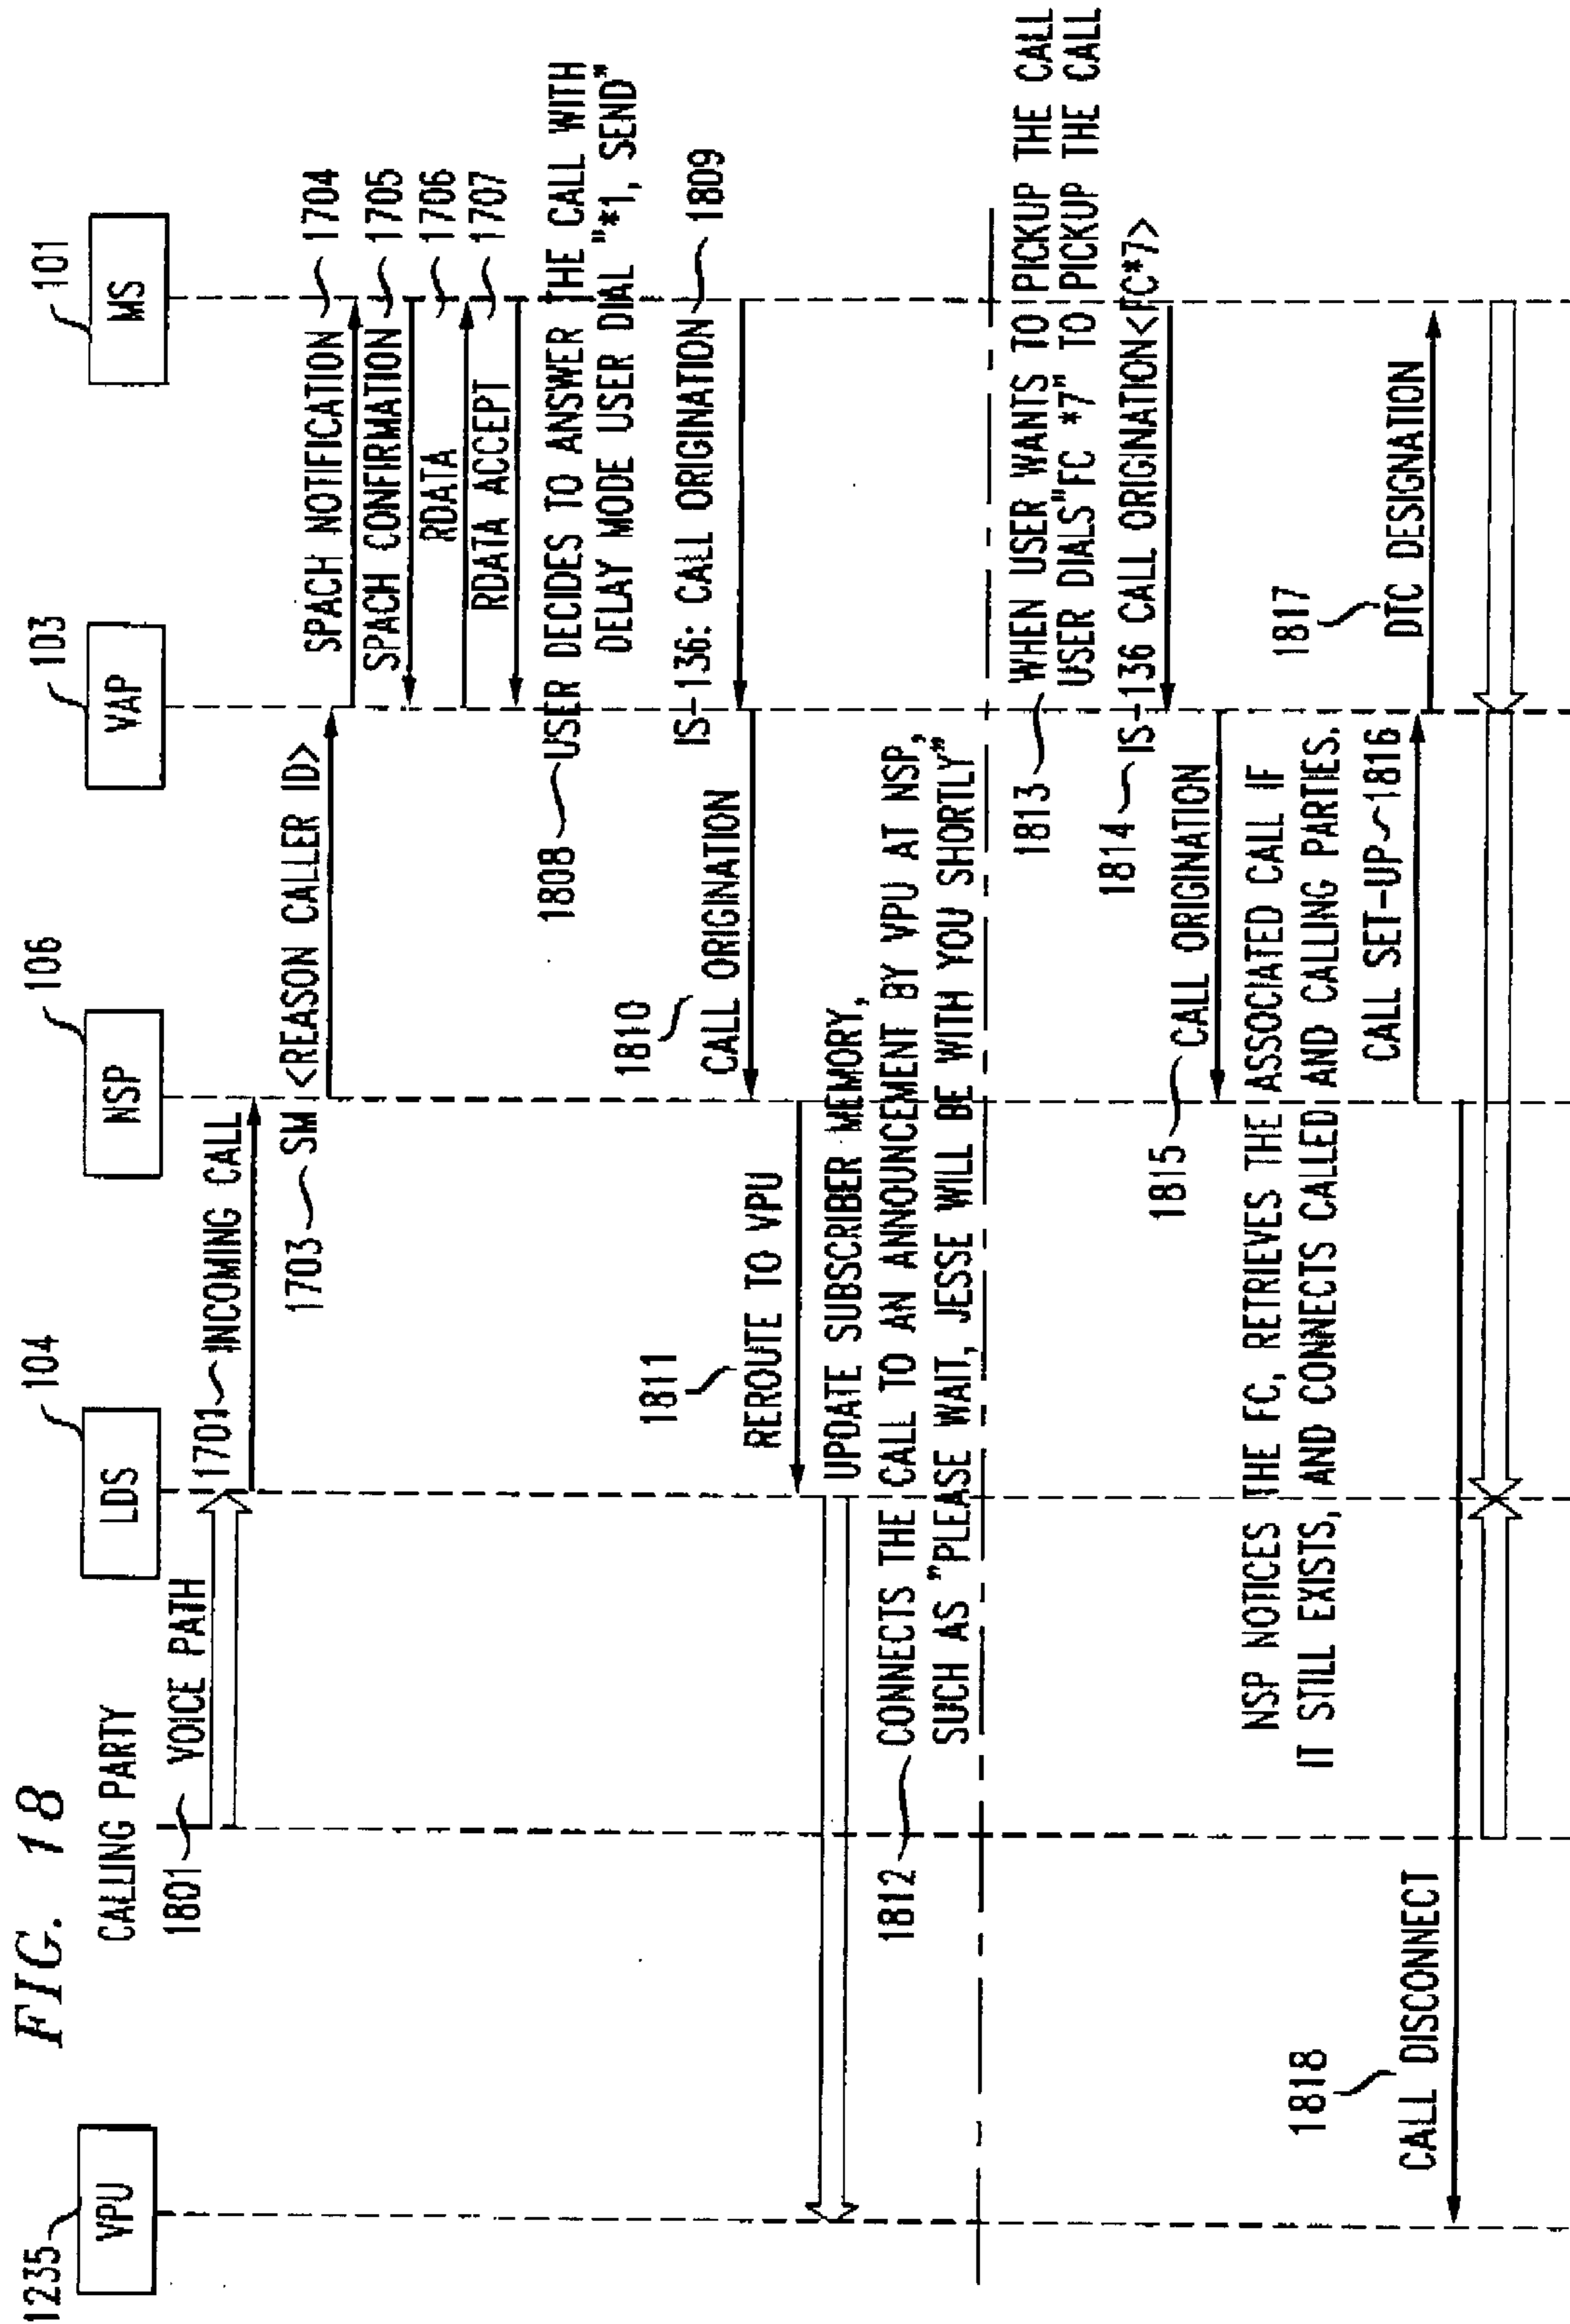 FIG. 18
1235
VPU
CALLING PARTY
104
LDS
106
NSP
103
VAP
101
MS
1801
VOICE PATH
1701 INCOMING CALL
1703 SM <REASON CALLER ID>
SPACH NOTIFICATION 1704
SPACH CONFIRMATION 1705
RDATA 1706
RDATA ACCEPT 1707
1808 USER DECIDES TO ANSWER THE CALL WITH
DELAY MODE USER DIAL "*1, SEND"
IS-136: CALL ORIGINATION 1809
1810
CALL ORIGINATION
1811
REROUTE TO VPU
UPDATE SUBSCRIBER MEMORY,
1812 CONNECTS THE CALL TO AN ANNOUNCEMENT BY VPU AT NSP,
SUCH AS "PLEASE WAIT, JESSE WILL BE WITH YOU SHORTLY"
1813 WHEN USER WANTS TO PICKUP THE CALL
USER DIALS"FC *7" TO PICKUP THE CALL
1814 IS-136 CALL ORIGINATION<FC*7>
1815 CALL ORIGINATION
NSP NOTICES THE FC, RETRIEVES THE ASSOCIATED CALL IF
IT STILL EXISTS, AND CONNECTS CALLED AND CALLING PARTIES.
CALL SET-UP 1816
1817
DTC DESIGNATION
1818
CALL DISCONNECT